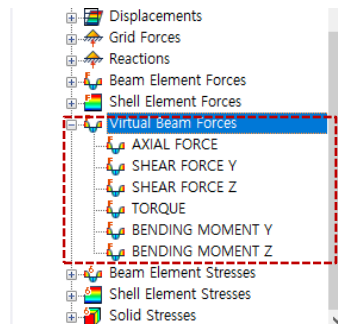 Displacements
Grid Forces
Reactions
Beam Element Forces
Shell Element Forces
Virtual Beam Forces
AXIAL FORCE
SHEAR FORCE Y
SHEAR FORCE Z
TORQUE
BENDING MOMENT Y
BENDING MOMENT Z
Beam Element Stresses
Shell Element Stresses
Solid Stresses